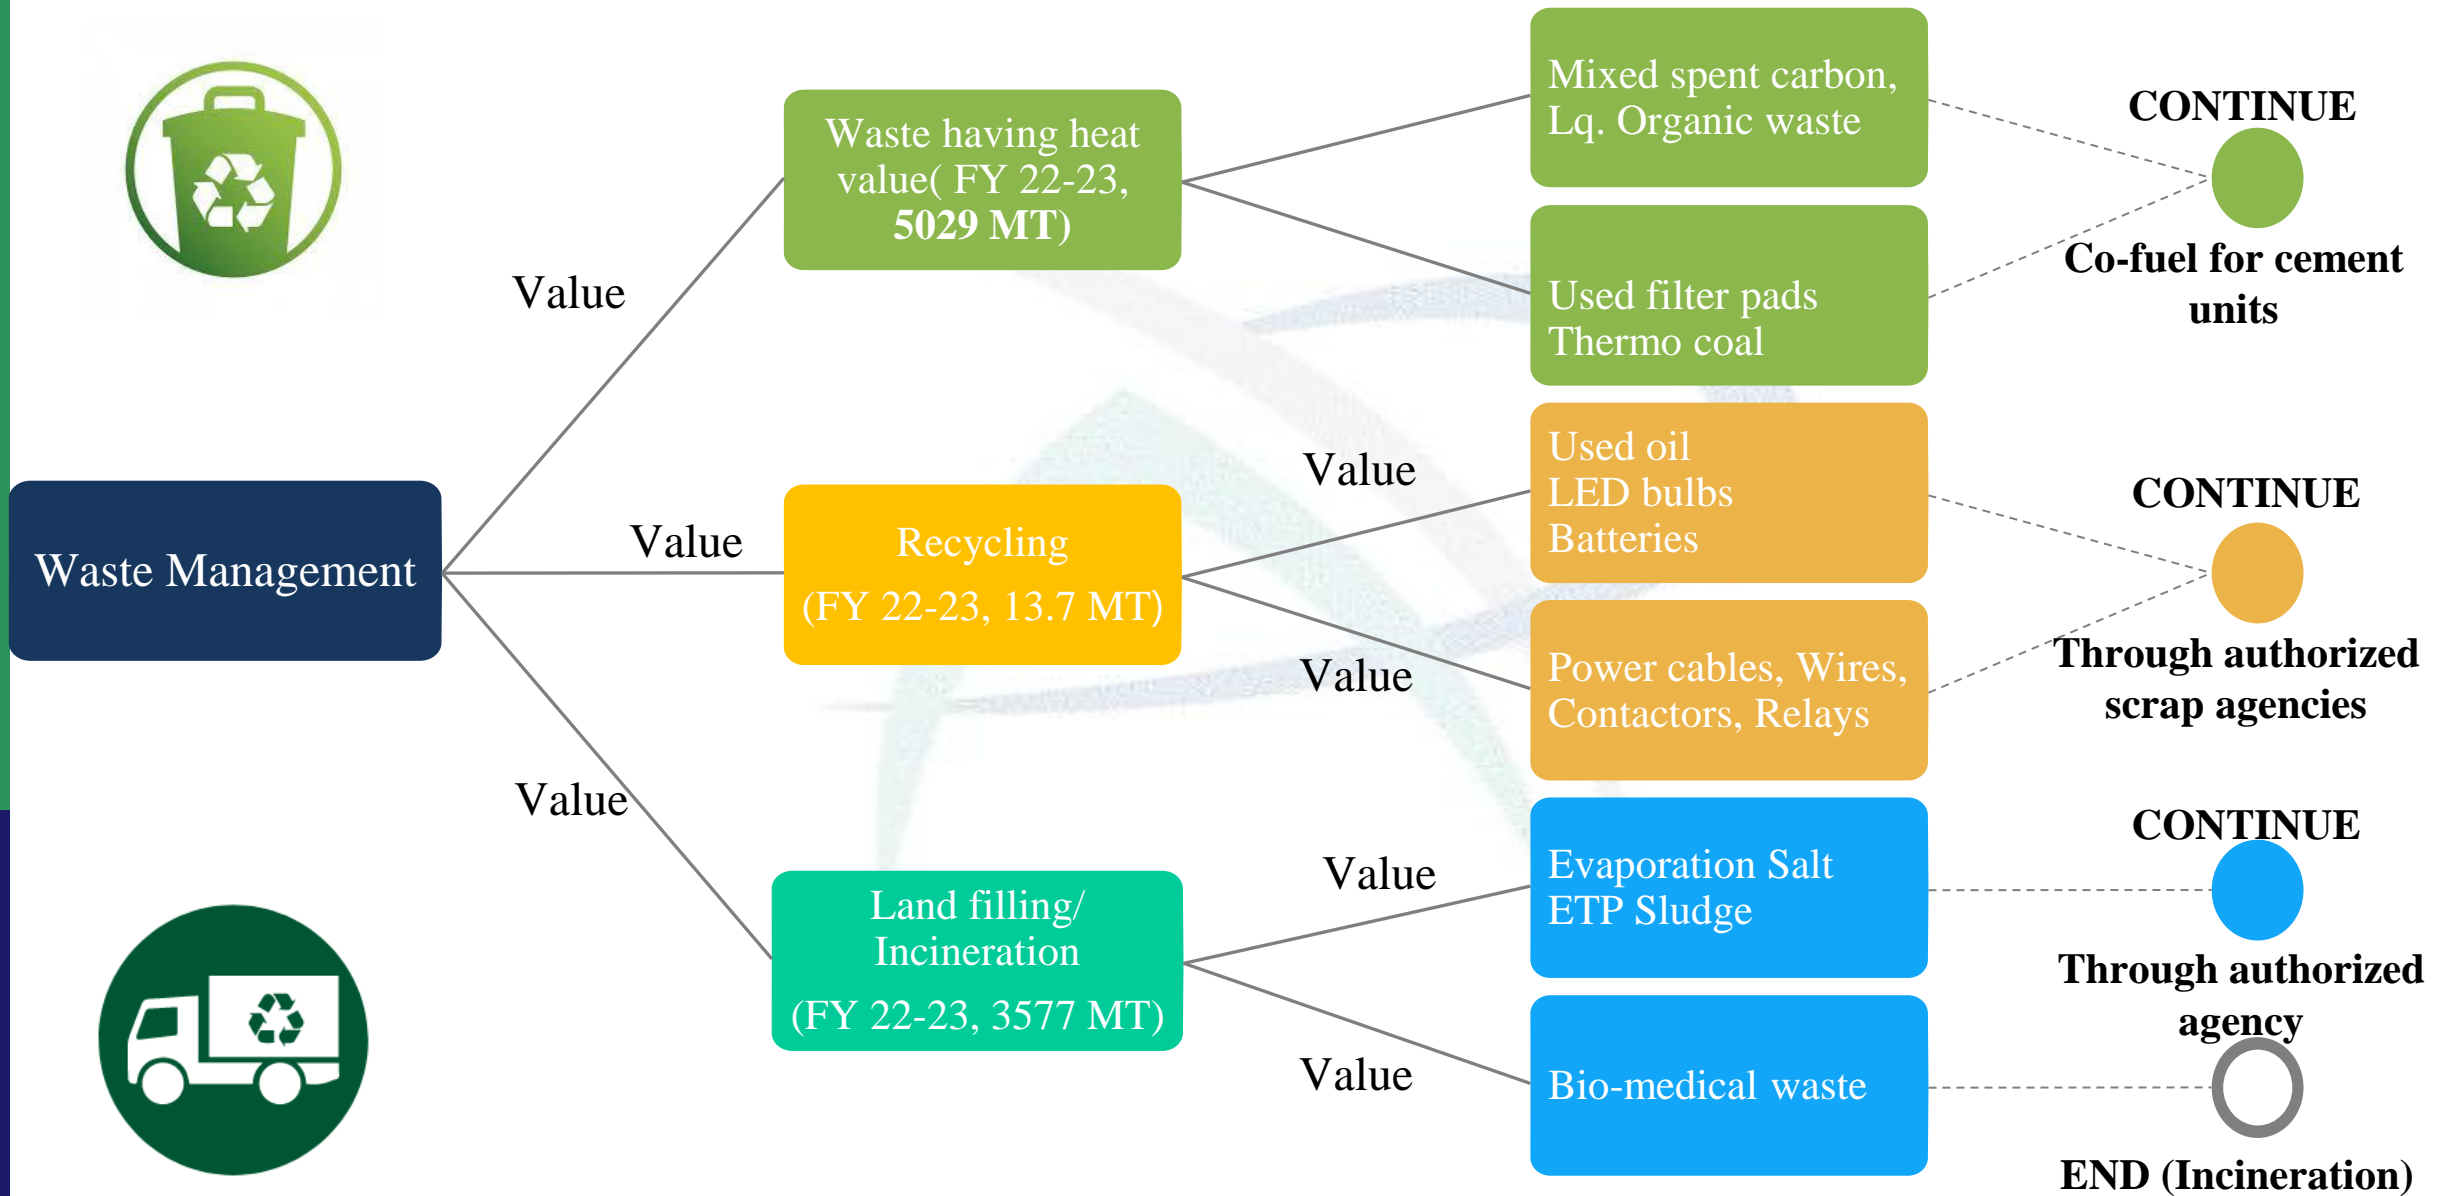 Waste Management
Value
Value
Value
Waste having heat
value( FY 22-23,
5029 MT)
Mixed spent carbon,
Lq. Organic waste
Used filter pads
Thermo coal
CONTINUE
Co-fuel for cement
units
Recycling
(FY 22-23, 13.7 MT)
Value
Value
Used oil
LED bulbs
Batteries
Power cables, Wires,
Contactors, Relays
CONTINUE
Through authorized
scrap agencies
Land filling/
Incineration
(FY 22-23, 3577 MT)
Value
Value
Evaporation Salt
ETP Sludge
CONTINUE
Through authorized
agency
Bio-medical waste
END (Incineration)